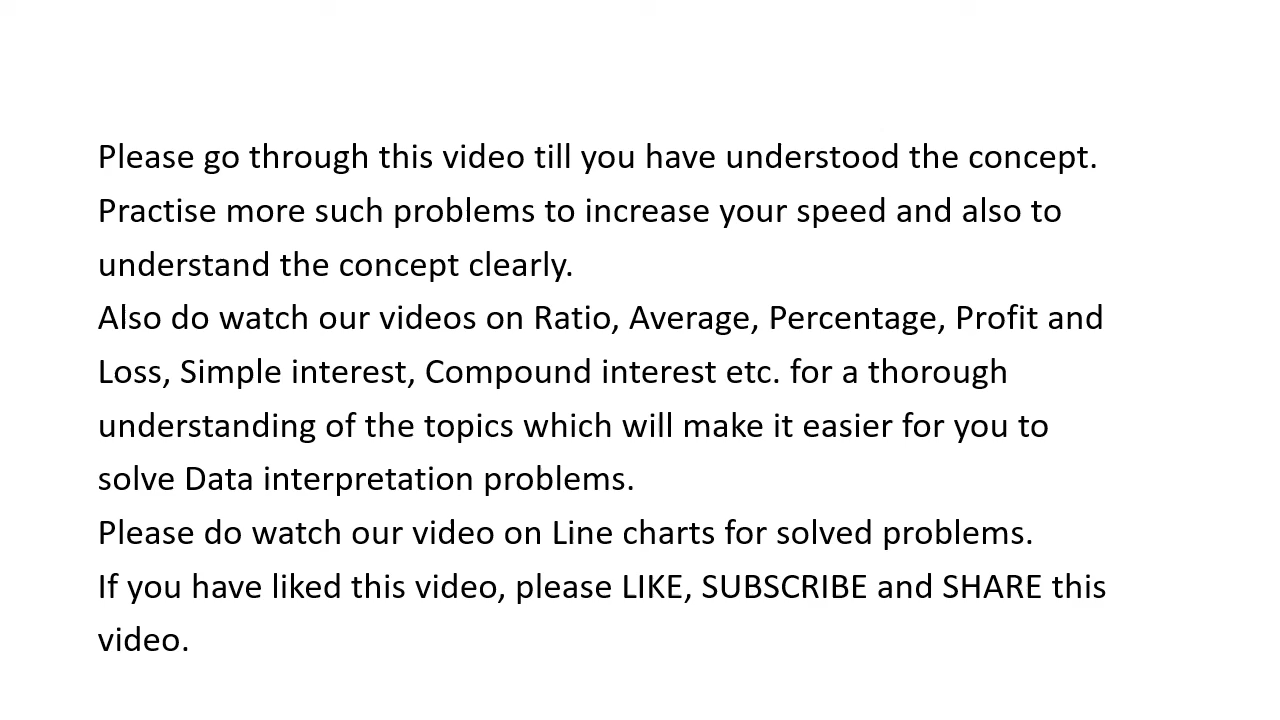 Please go through this video till you have understood the concept.
Practise more such problems to increase your speed and also to
understand the concept clearly.
Also do watch our videos on Ratio, Average, Percentage, Profit and
Loss, Simple interest, Compound interest etc. for a thorough
understanding of the topics which will make it easier for you to
solve Data interpretation problems.
Please do watch our video on Line charts for solved problems.
If you have liked this video, please LIKE, SUBSCRIBE and SHARE this
video.